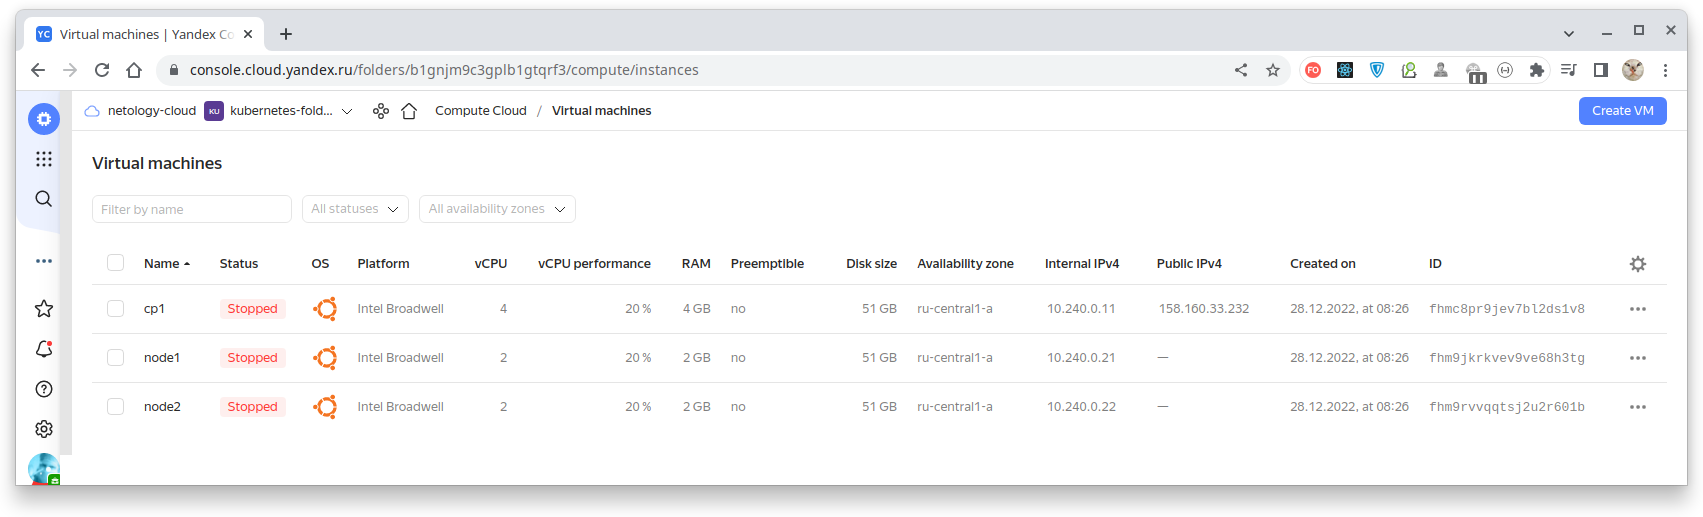 YC Virtual machines | Yandex Co
console.cloud.yandex.ru/folders/b1gnjm9c3gplb1gtqrf3/compute/instances
FO
netology-cloud KU kubernetes-fold... Compute Cloud / Virtual machines Create VM
Virtual machines
Filter by name All statuses All availability zones
Name Status OS Platform vCPU vCPU performance RAM Preemptible Disk size Availability zone Internal IPv4 Public IPv4 Created on ID
cp1 Stopped Intel Broadwell 4 20 % 4 GB no 51 GB ru-central1-a 10.240.0.11 158.160.33.232 28.12.2022, at 08:26 fhmc8pr9jev7bl2ds1v8
node1 Stopped Intel Broadwell 2 20 % 2 GB no 51 GB ru-central1-a 10.240.0.21 — 28.12.2022, at 08:26 fhm9jkrkvev9ve68h3tg
node2 Stopped Intel Broadwell 2 20 % 2 GB no 51 GB ru-central1-a 10.240.0.22 — 28.12.2022, at 08:26 fhm9rvvqqtsj2u2r601b